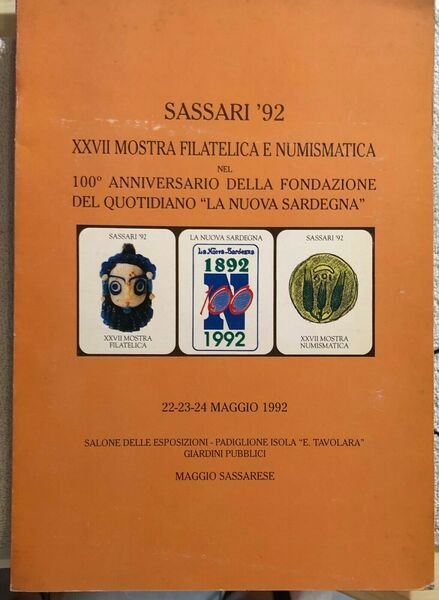 SASSARI '92
XXVII MOSTRA FILATELICA E NUMISMATICA
NEL
100° ANNIVERSARIO DELLA FONDAZIONE
DEL QUOTIDIANO "LA NUOVA SARDEGNA"
SASSARI '92
XXVII MOSTRA
FILATELICA
LA NUOVA SARDEGNA
La Nuova Sardegna
1892
100
N
1992
SASSARI '92
XXVII MOSTRA
NUMISMATICA
22-23-24 MAGGIO 1992
SALONE DELLE ESPOSIZIONI - PADIGLIONE ISOLA "E. TAVOLARA"
GIARDINI PUBBLICI
MAGGIO SASSARESE